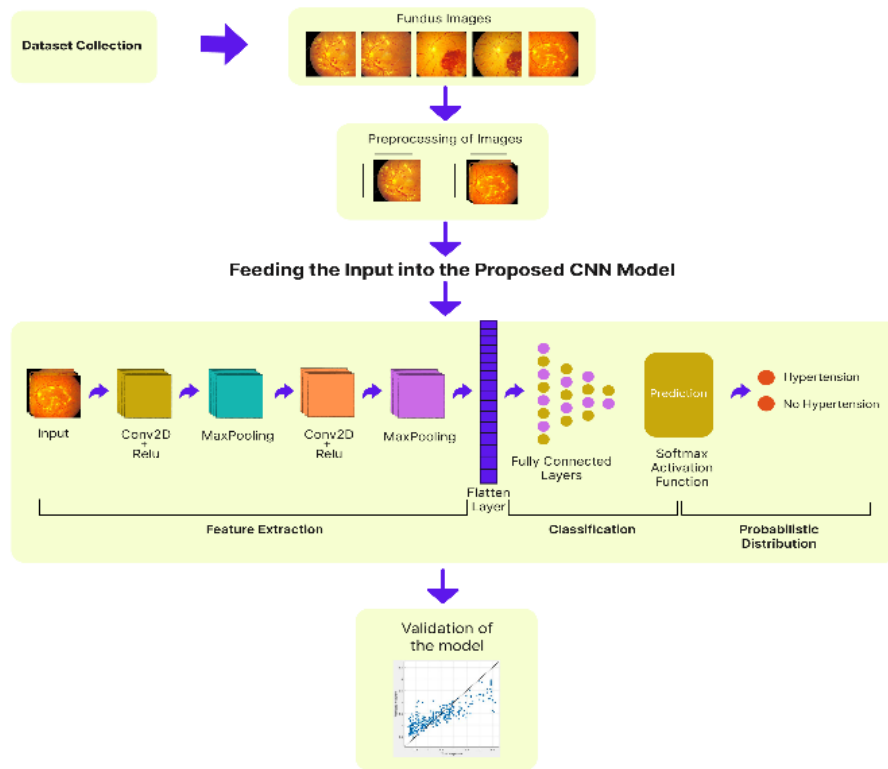 Dataset Collection
Fundus Images
Preprocessing of Images
Feeding the Input into the Proposed CNN Model
Input
Conv2D
+
Relu
MaxPooling
Conv2D
+
Relu
MaxPooling
Flatten
Layer
Fully Connected
Layers
Prediction
Softmax
Activation
Function
Hypertension
No Hypertension
Feature Extraction
Classification
Probabilistic
Distribution
Validation of
the model